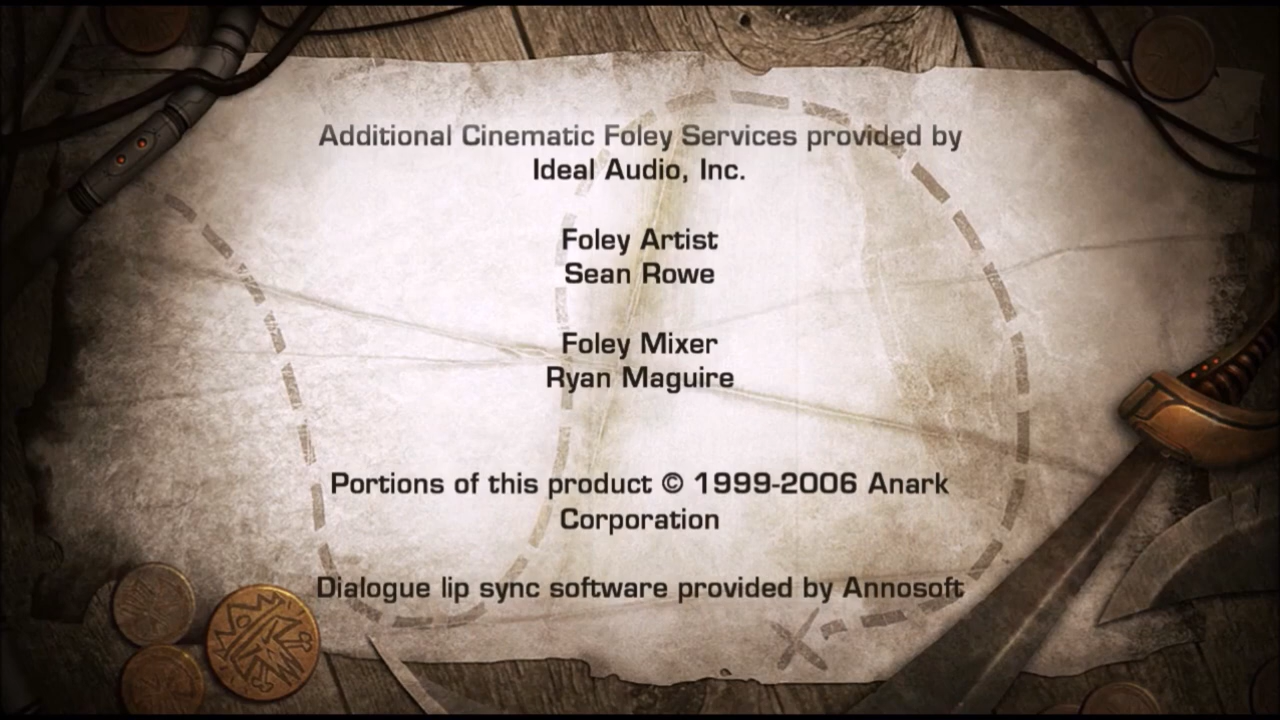 Additional Cinematic Foley Services provided by
Ideal Audio, Inc.
Foley Artist
Sean Rowe
Foley Mixer
Ryan Maguire
Portions of this product © 1999-2006 Anark
Corporation
Dialogue lip sync software provided by Annosoft